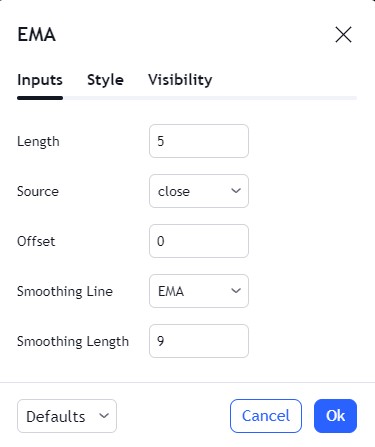 EMA
Inputs Style Visibility
Length 5
Source close
Offset 0
Smoothing Line EMA
Smoothing Length 9
Defaults Cancel Ok